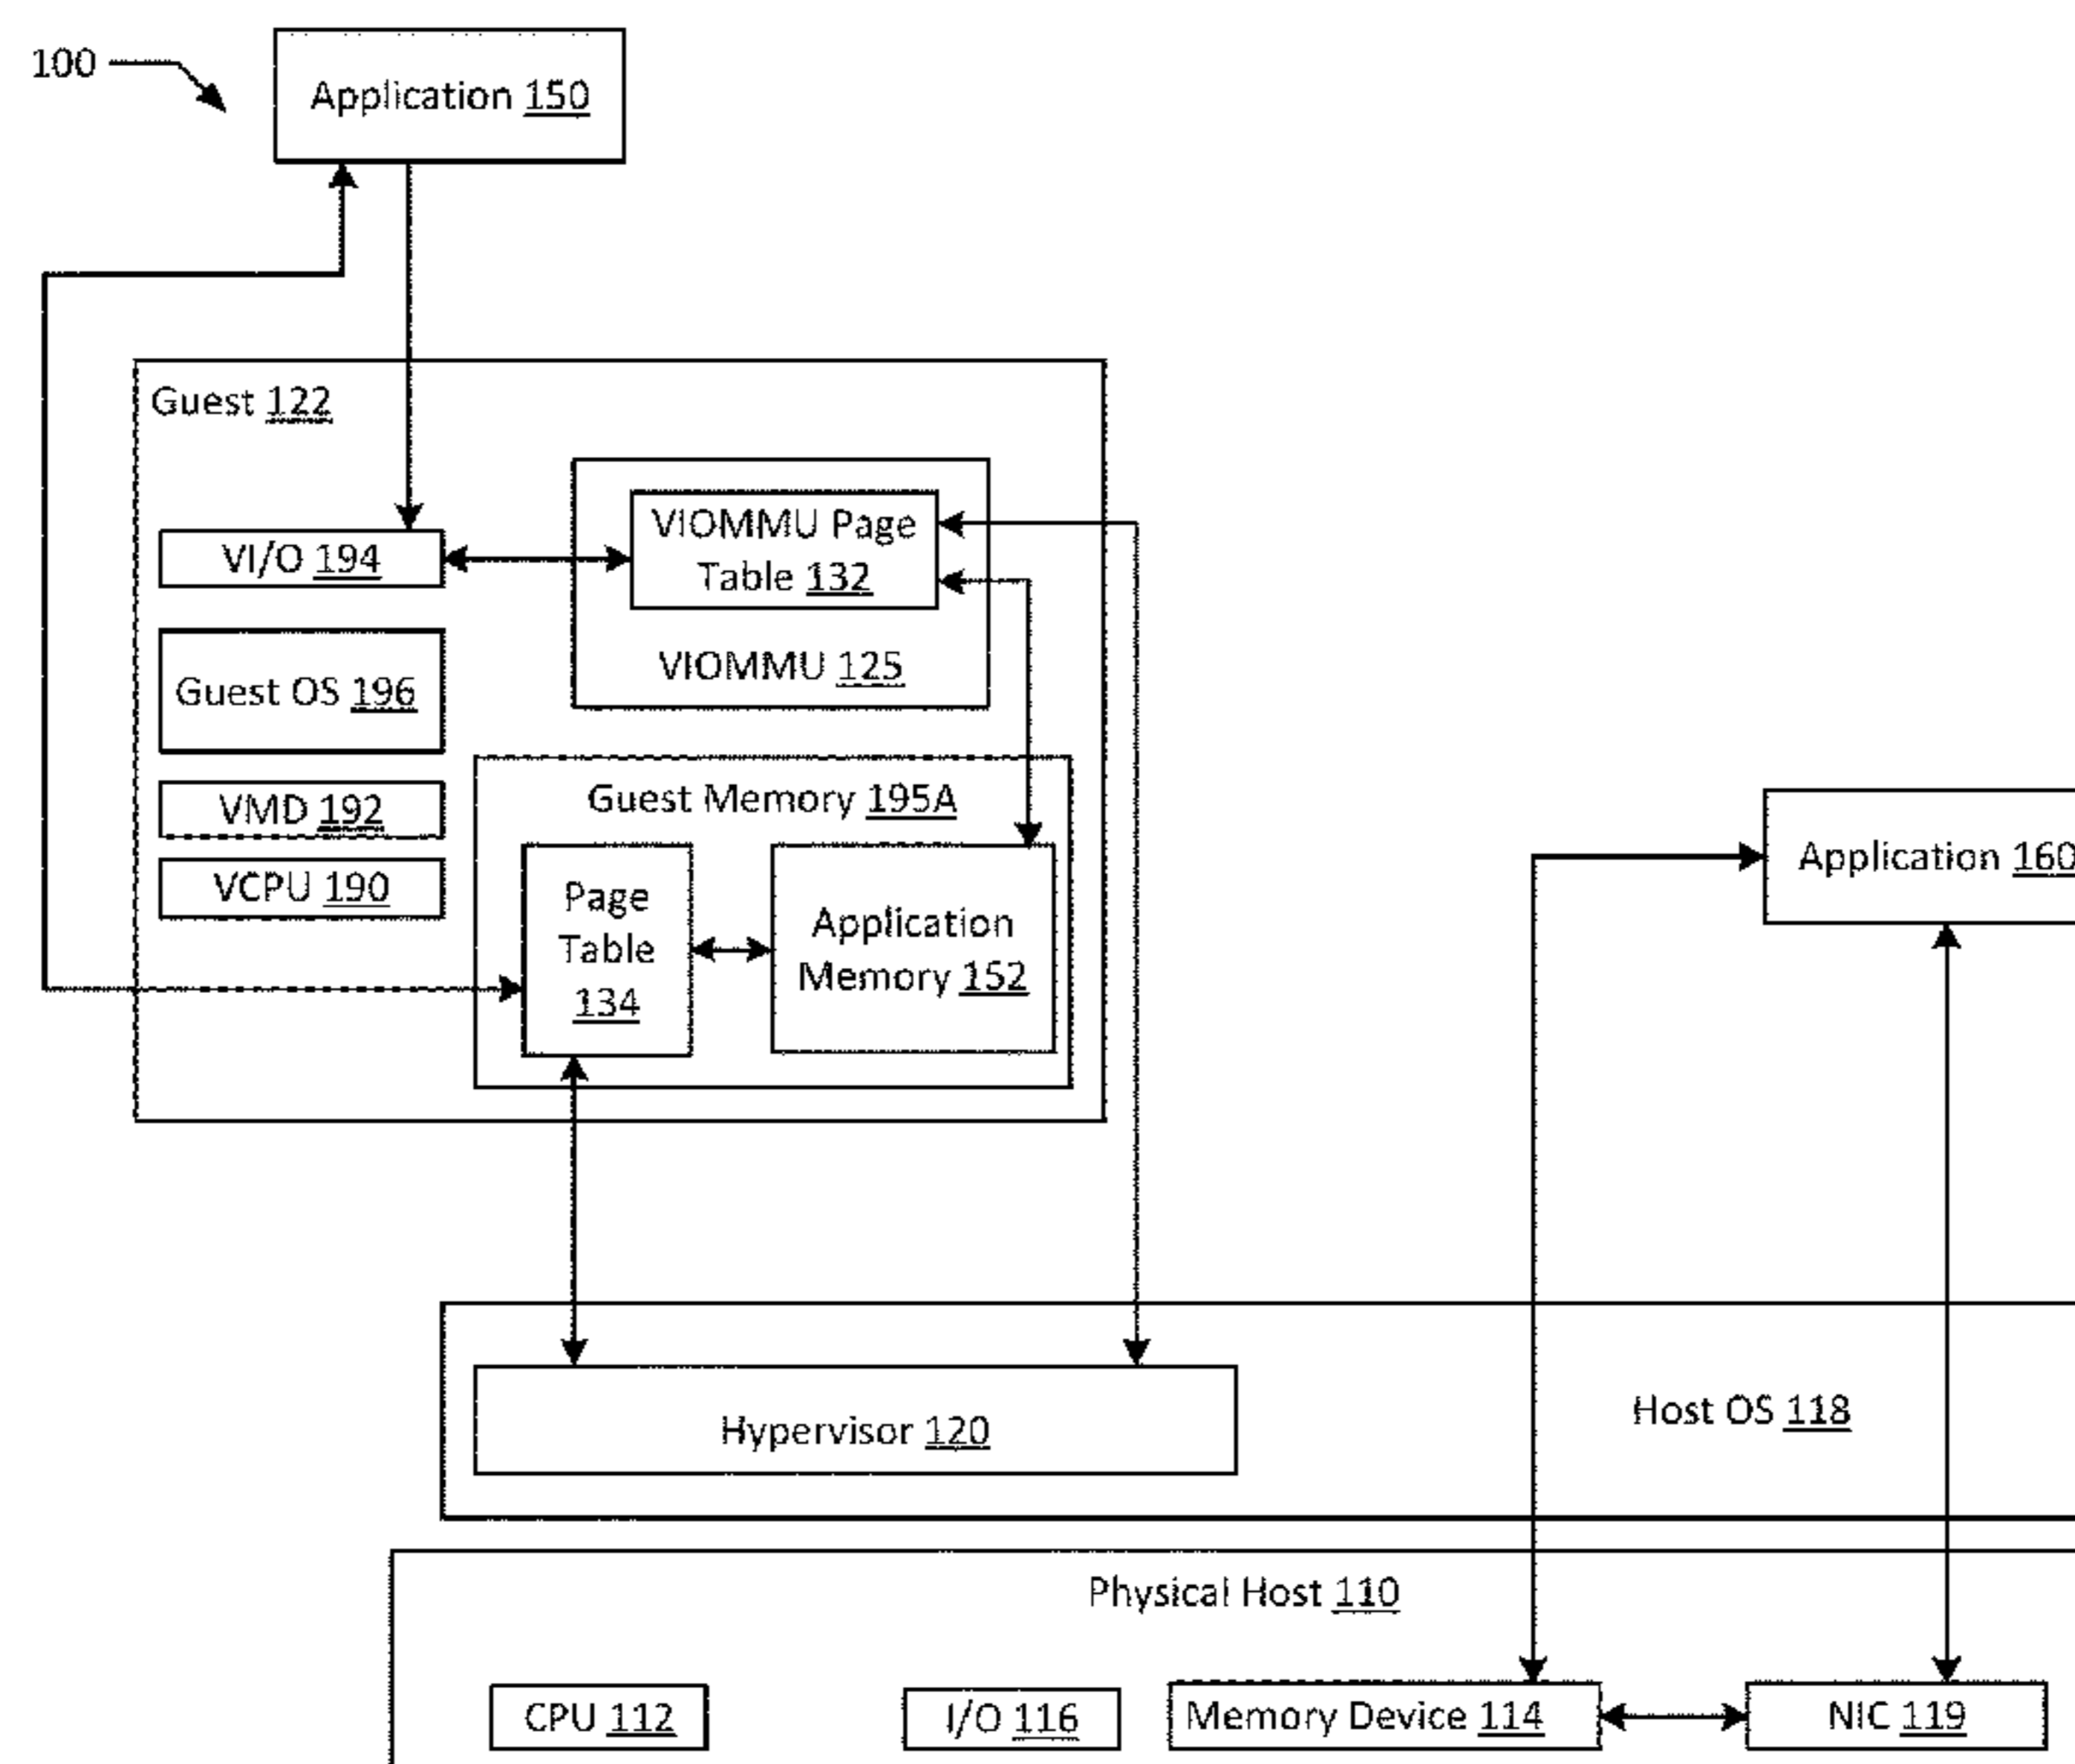 100
Application 150
Guest 122
VI/O 194
VIOMMU Page
Table 132
VIOMMU 125
Guest OS 196
VMD 192
VCPU 190
Guest Memory 195A
Page
Table
134
Application
Memory 152
Application 160
Hypervisor 120
Host OS 118
Physical Host 110
CPU 112
I/O 116
Memory Device 114
NIC 119